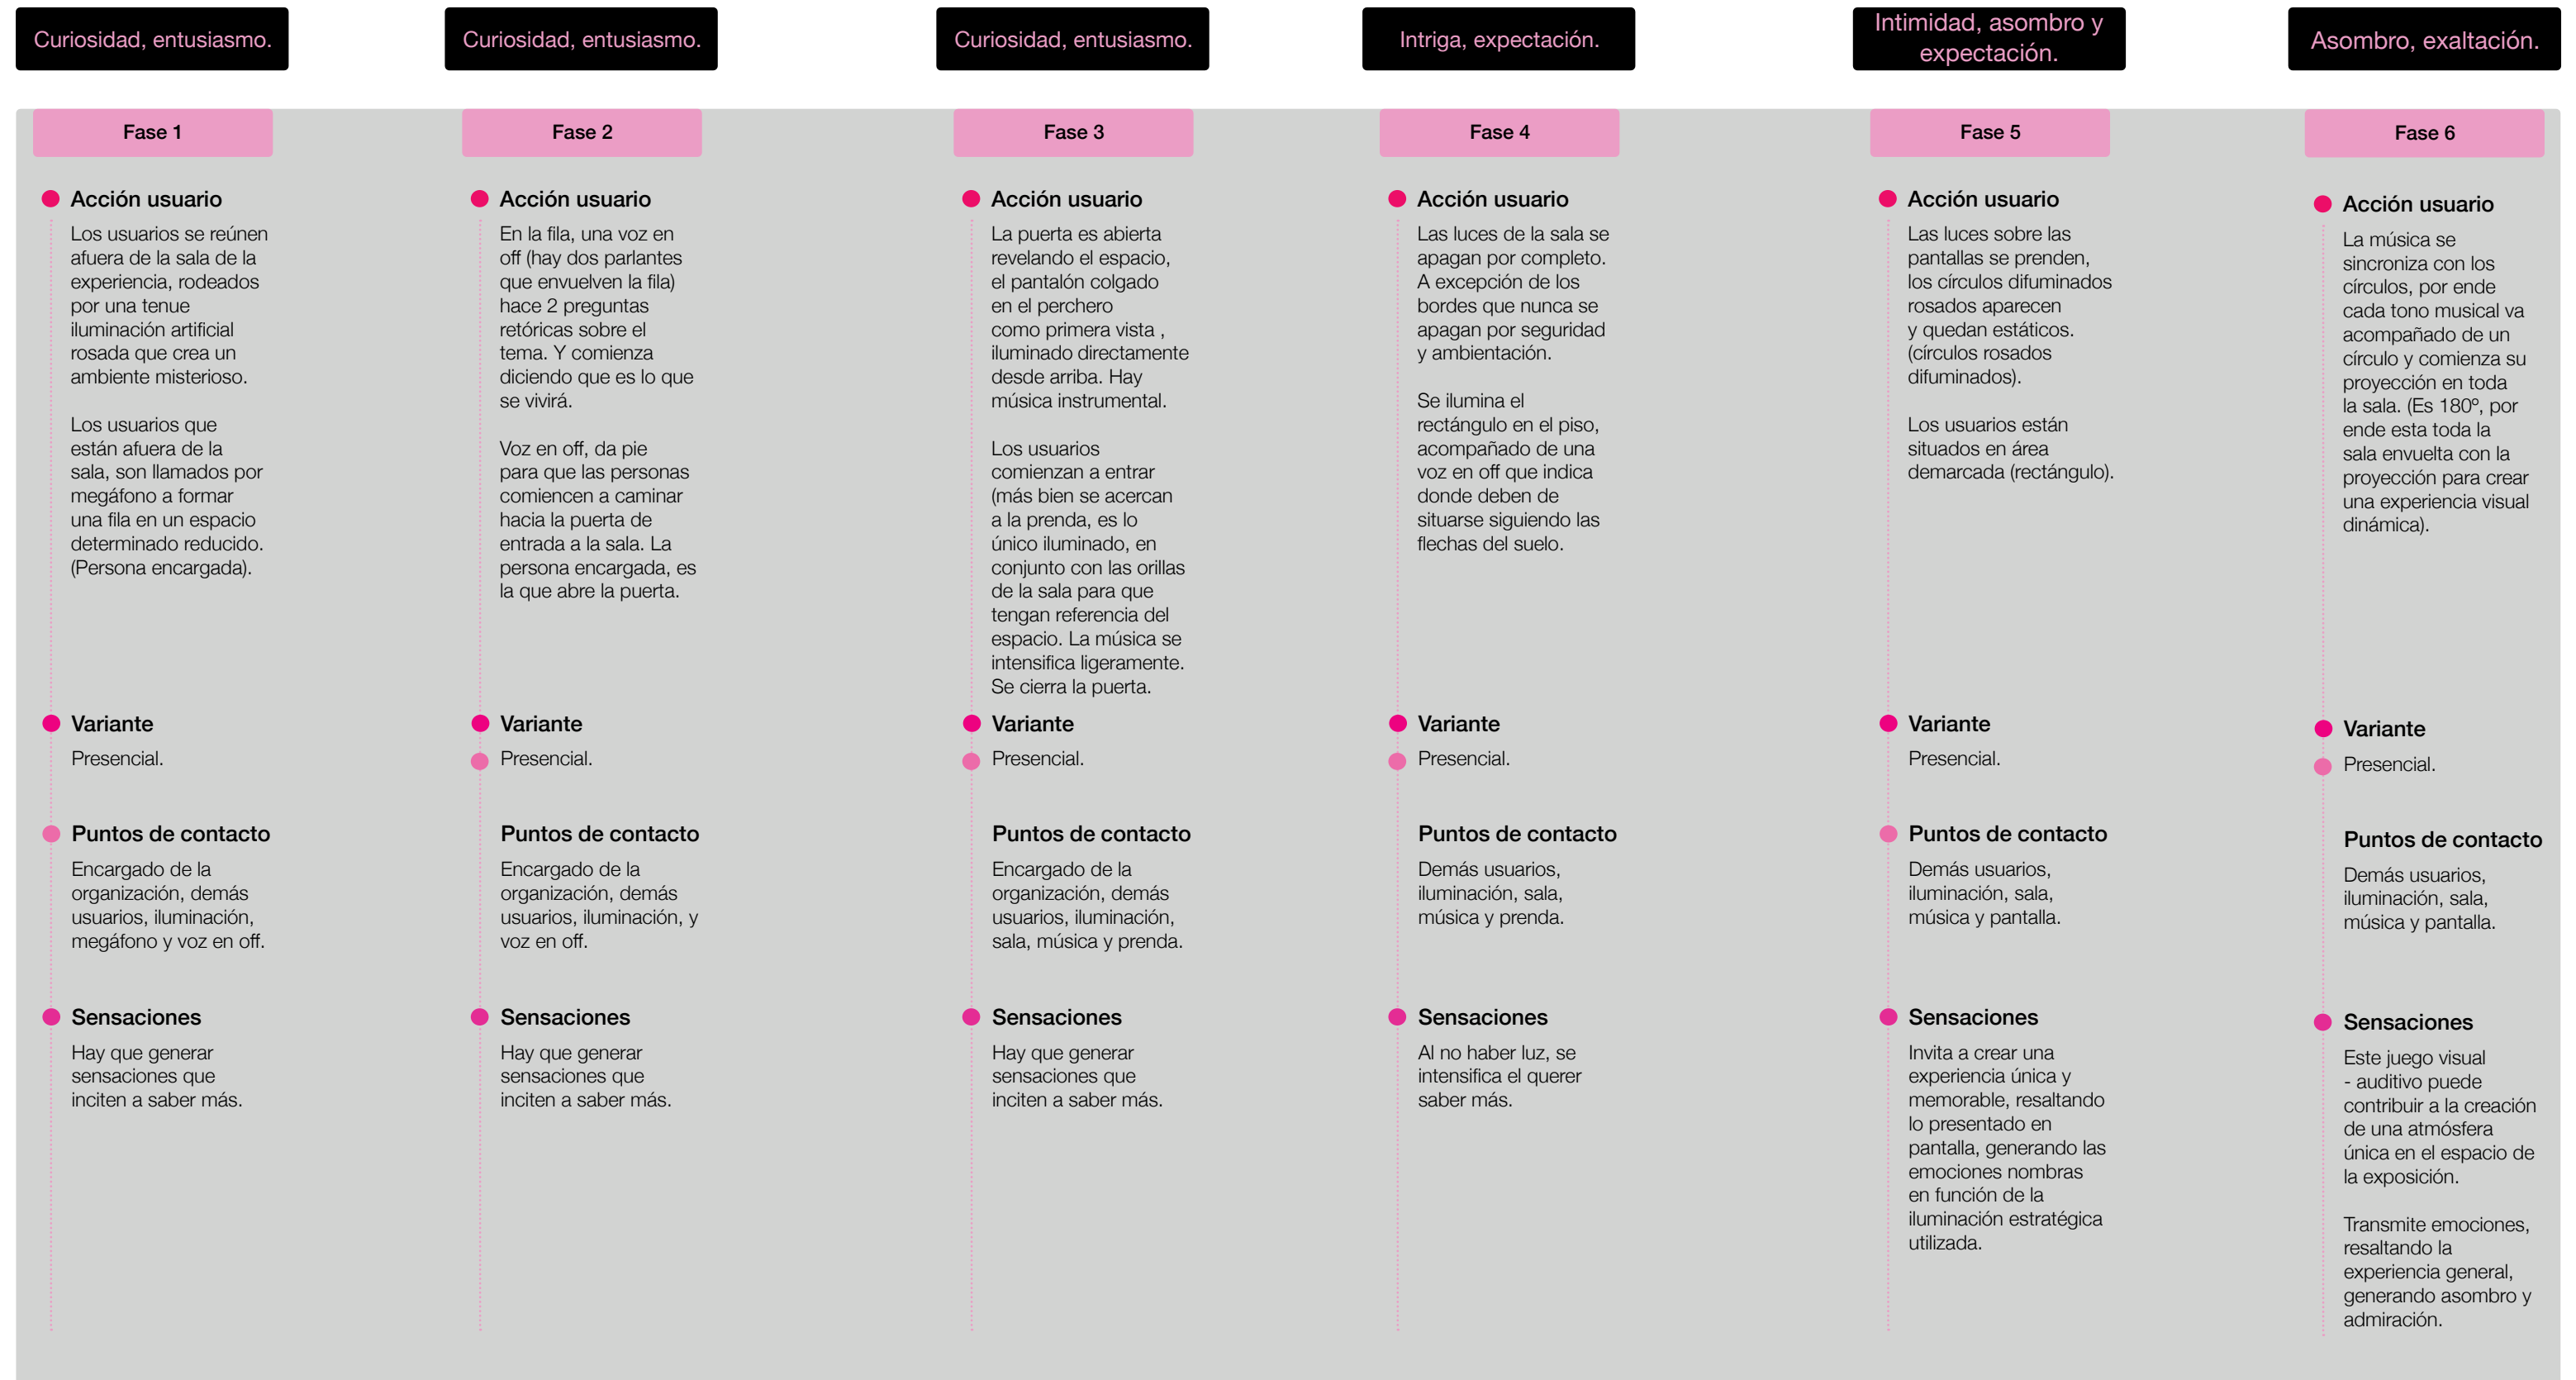 Curiosidad, entusiasmo.
Curiosidad, entusiasmo.
Curiosidad, entusiasmo.
Intriga, expectación.
Intimidad, asombro y
expectación.
Asombro, exaltación.
Fase 1
Acción usuario
Los usuarios se reúnen
afuera de la sala de la
experiencia, rodeados
por una tenue
iluminación artificial
rosada que crea un
ambiente misterioso.
Los usuarios que
están afuera de la
sala, son llamados por
megáfono a formar
una fila en un espacio
determinado reducido.
(Persona encargada).
Variante
Presencial.
Puntos de contacto
Encargado de la
organización, demás
usuarios, iluminación,
megáfono y voz en off.
Sensaciones
Hay que generar
sensaciones que
inciten a saber más.
Fase 2
Acción usuario
En la fila, una voz en
off (hay dos parlantes
que envuelven la fila)
hace 2 preguntas
retóricas sobre el
tema. Y comienza
diciendo que es lo que
se vivirá.
Voz en off, da pie
para que las personas
comiencen a caminar
hacia la puerta de
entrada a la sala. La
persona encargada, es
la que abre la puerta.
Variante
Presencial.
Puntos de contacto
Encargado de la
organización, demás
usuarios, iluminación, y
voz en off.
Sensaciones
Hay que generar
sensaciones que
inciten a saber más.
Fase 3
Acción usuario
La puerta es abierta
revelando el espacio,
el pantalón colgado
en el perchero
como primera vista ,
iluminado directamente
desde arriba. Hay
música instrumental.
Los usuarios
comienzan a entrar
(más bien se acercan
a la prenda, es lo
único iluminado, en
conjunto con las orillas
de la sala para que
tengan referencia del
espacio. La música se
intensifica ligeramente.
Se cierra la puerta.
Variante
Presencial.
Puntos de contacto
Encargado de la
organización, demás
usuarios, iluminación,
sala, música y prenda.
Sensaciones
Hay que generar
sensaciones que
inciten a saber más.
Fase 4
Acción usuario
Las luces de la sala se
apagan por completo.
A excepción de los
bordes que nunca se
apagan por seguridad
y ambientación.
Se ilumina el
rectángulo en el piso,
acompañado de una
voz en off que indica
donde deben de
situarse siguiendo las
flechas del suelo.
Variante
Presencial.
Puntos de contacto
Demás usuarios,
iluminación, sala,
música y prenda.
Sensaciones
Al no haber luz, se
intensifica el querer
saber más.
Fase 5
Acción usuario
Las luces sobre las
pantallas se prenden,
los círculos difuminados
rosados aparecen
y quedan estáticos.
(círculos rosados
difuminados).
Los usuarios están
situados en área
demarcada (rectángulo).
Variante
Presencial.
Puntos de contacto
Demás usuarios,
iluminación, sala,
música y pantalla.
Sensaciones
Invita a crear una
experiencia única y
memorable, resaltando
lo presentado en
pantalla, generando las
emociones nombras
en función de la
iluminación estratégica
utilizada.
Fase 6
Acción usuario
La música se
sincroniza con los
círculos, por ende
cada tono musical va
acompañado de un
círculo y comienza su
proyección en toda
la sala. (Es 180º, por
ende esta toda la
sala envuelta con la
proyección para crear
una experiencia visual
dinámica).
Variante
Presencial.
Puntos de contacto
Demás usuarios,
iluminación, sala,
música y pantalla.
Sensaciones
Este juego visual
- auditivo puede
contribuir a la creación
de una atmósfera
única en el espacio de
la exposición.
Transmite emociones,
resaltando la
experiencia general,
generando asombro y
admiración.